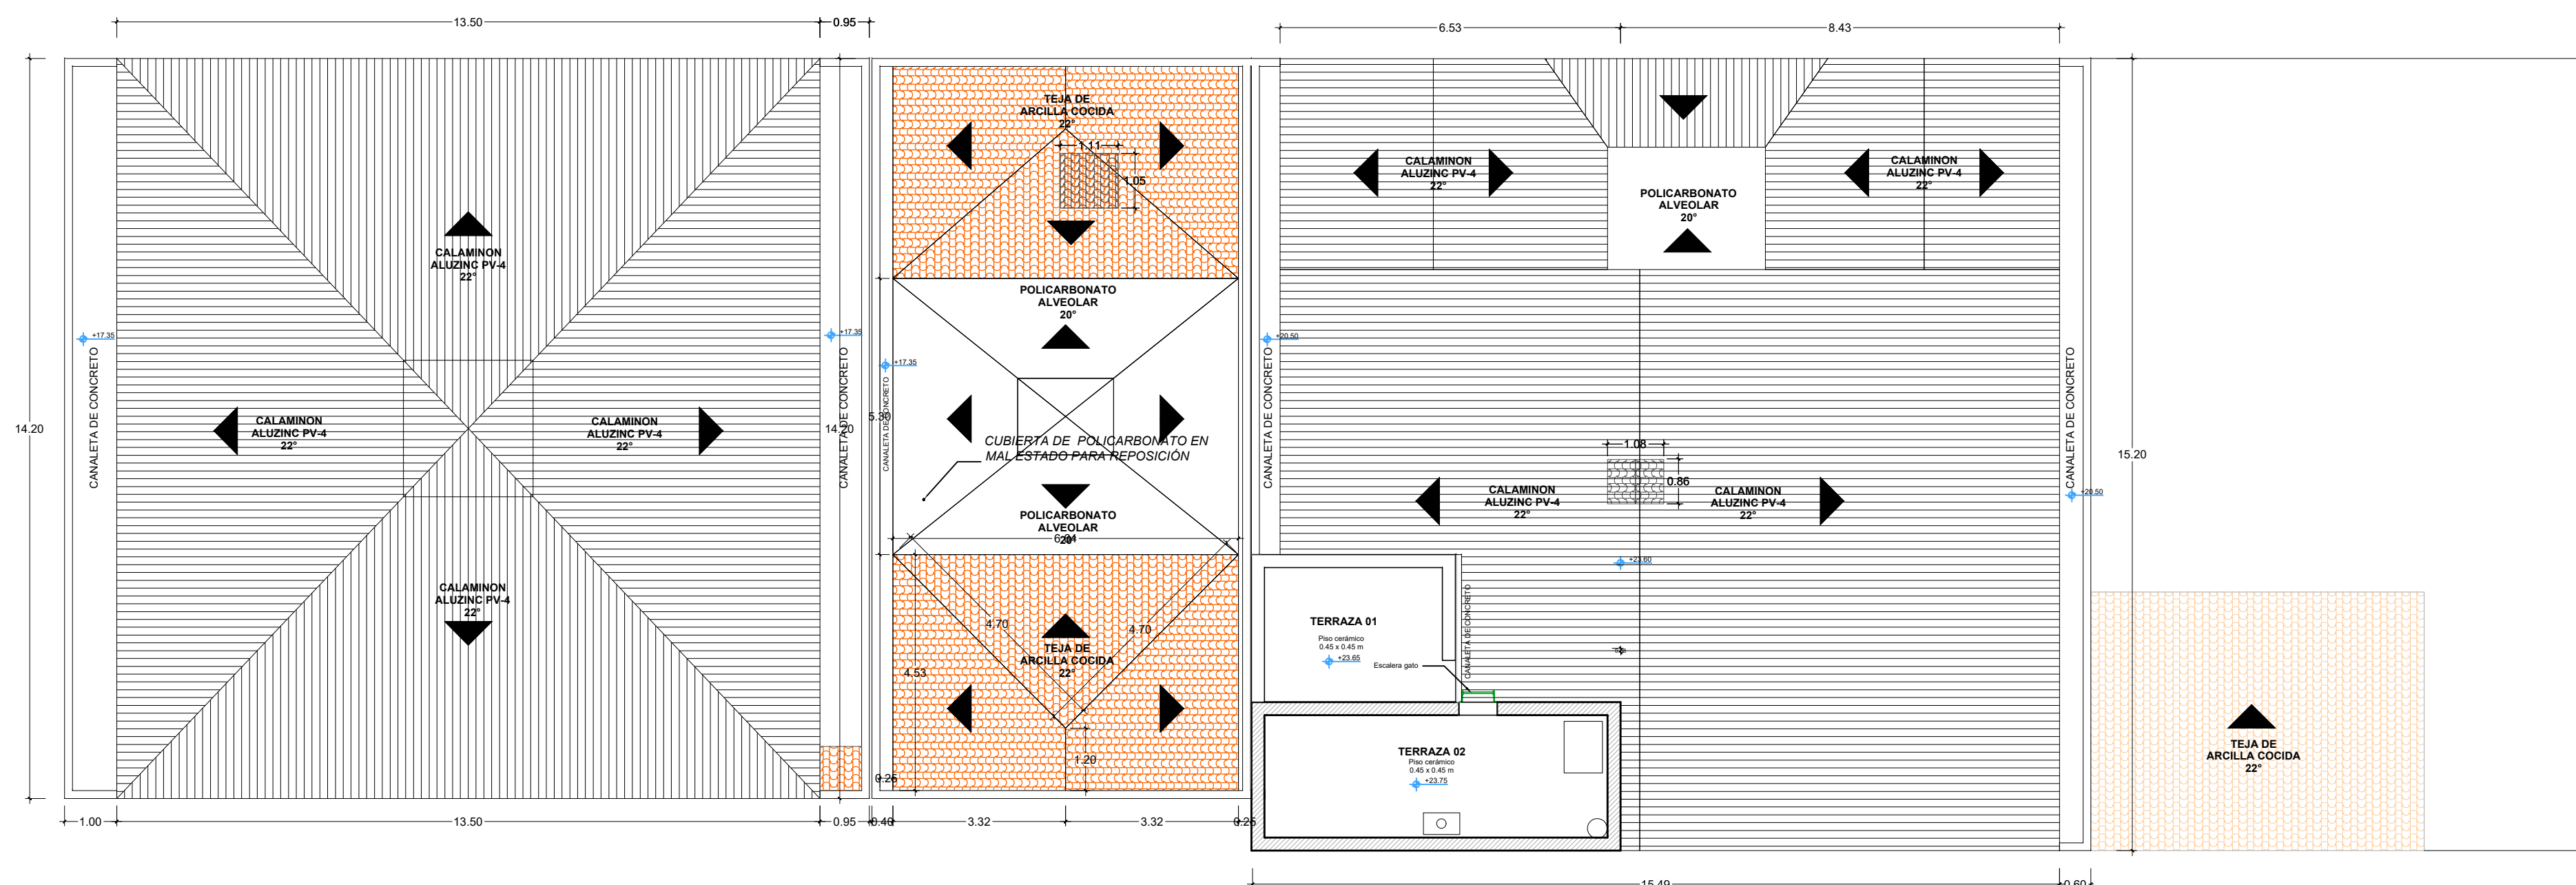 13.50
0.95
6.53
8.43
TEJA DE
ARCILLA COCIDA
22°
1.11
1.05
CALAMINON
ALUZINC PV-4
22°
CALAMINON
ALUZINC PV-4
22°
POLICARBONATO
ALVEOLAR
20°
CALAMINON
ALUZINC PV-4
22°
POLICARBONATO
ALVEOLAR
20°
+17.35
+17.35
+17.35
+20.50
CANALETA DE CONCRETO
CANALETA DE CONCRETO
CANALETA DE CONCRETO
CANALETA DE CONCRETO
CANALETA DE CONCRETO
14.20
CALAMINON
ALUZINC PV-4
22°
CALAMINON
ALUZINC PV-4
22°
14.20
5.30
CUBIERTA DE POLICARBONATO EN
MAL ESTADO PARA REPOSICIÓN
1.08
0.86
15.20
CALAMINON
ALUZINC PV-4
22°
CALAMINON
ALUZINC PV-4
22°
+20.50
POLICARBONATO
ALVEOLAR
20°
+23.60
CALAMINON
ALUZINC PV-4
22°
4.70
4.70
TERRAZA 01
Piso cerámico
0.45 x 0.45 m
+23.65
Escalera gato
CANALETA DE CONCRETO
TEJA DE
ARCILLA COCIDA
22°
4.53
1.20
0.26
TERRAZA 02
Piso cerámico
0.45 x 0.45 m
+23.75
TEJA DE
ARCILLA COCIDA
22°
1.00
13.50
0.95
0.40
3.32
3.32
0.25
15.49
0.60